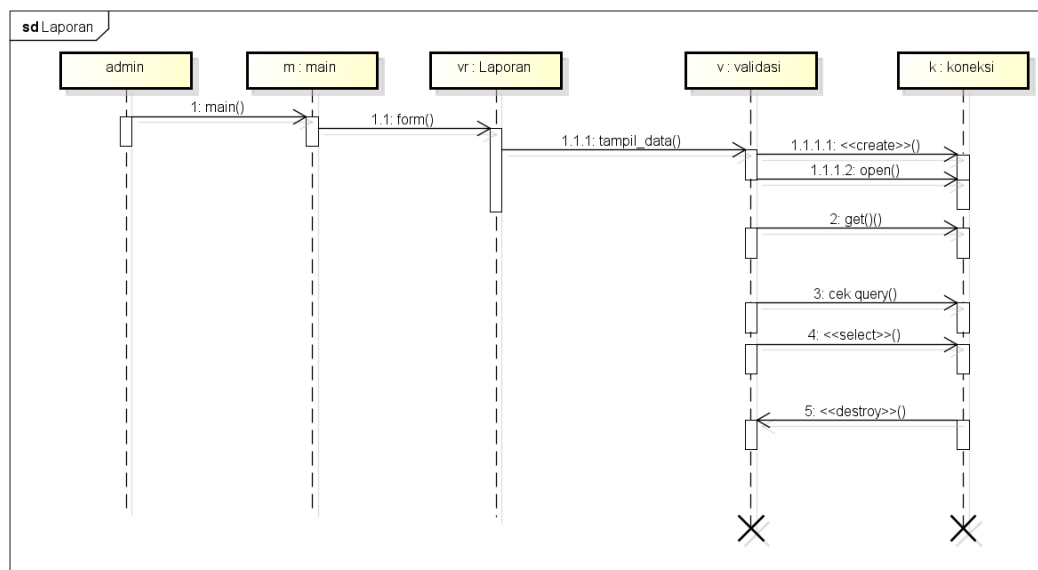 sd Laporan
admin
m : main
vr : Laporan
v : validasi
k : koneksi
1: main()
1.1: form()
1.1.1: tampil_data()
1.1.1.1: <<create>>()
1.1.1.2: open()
2: get()()
3: cek query()
4: <<select>>()
5: <<destroy>>()